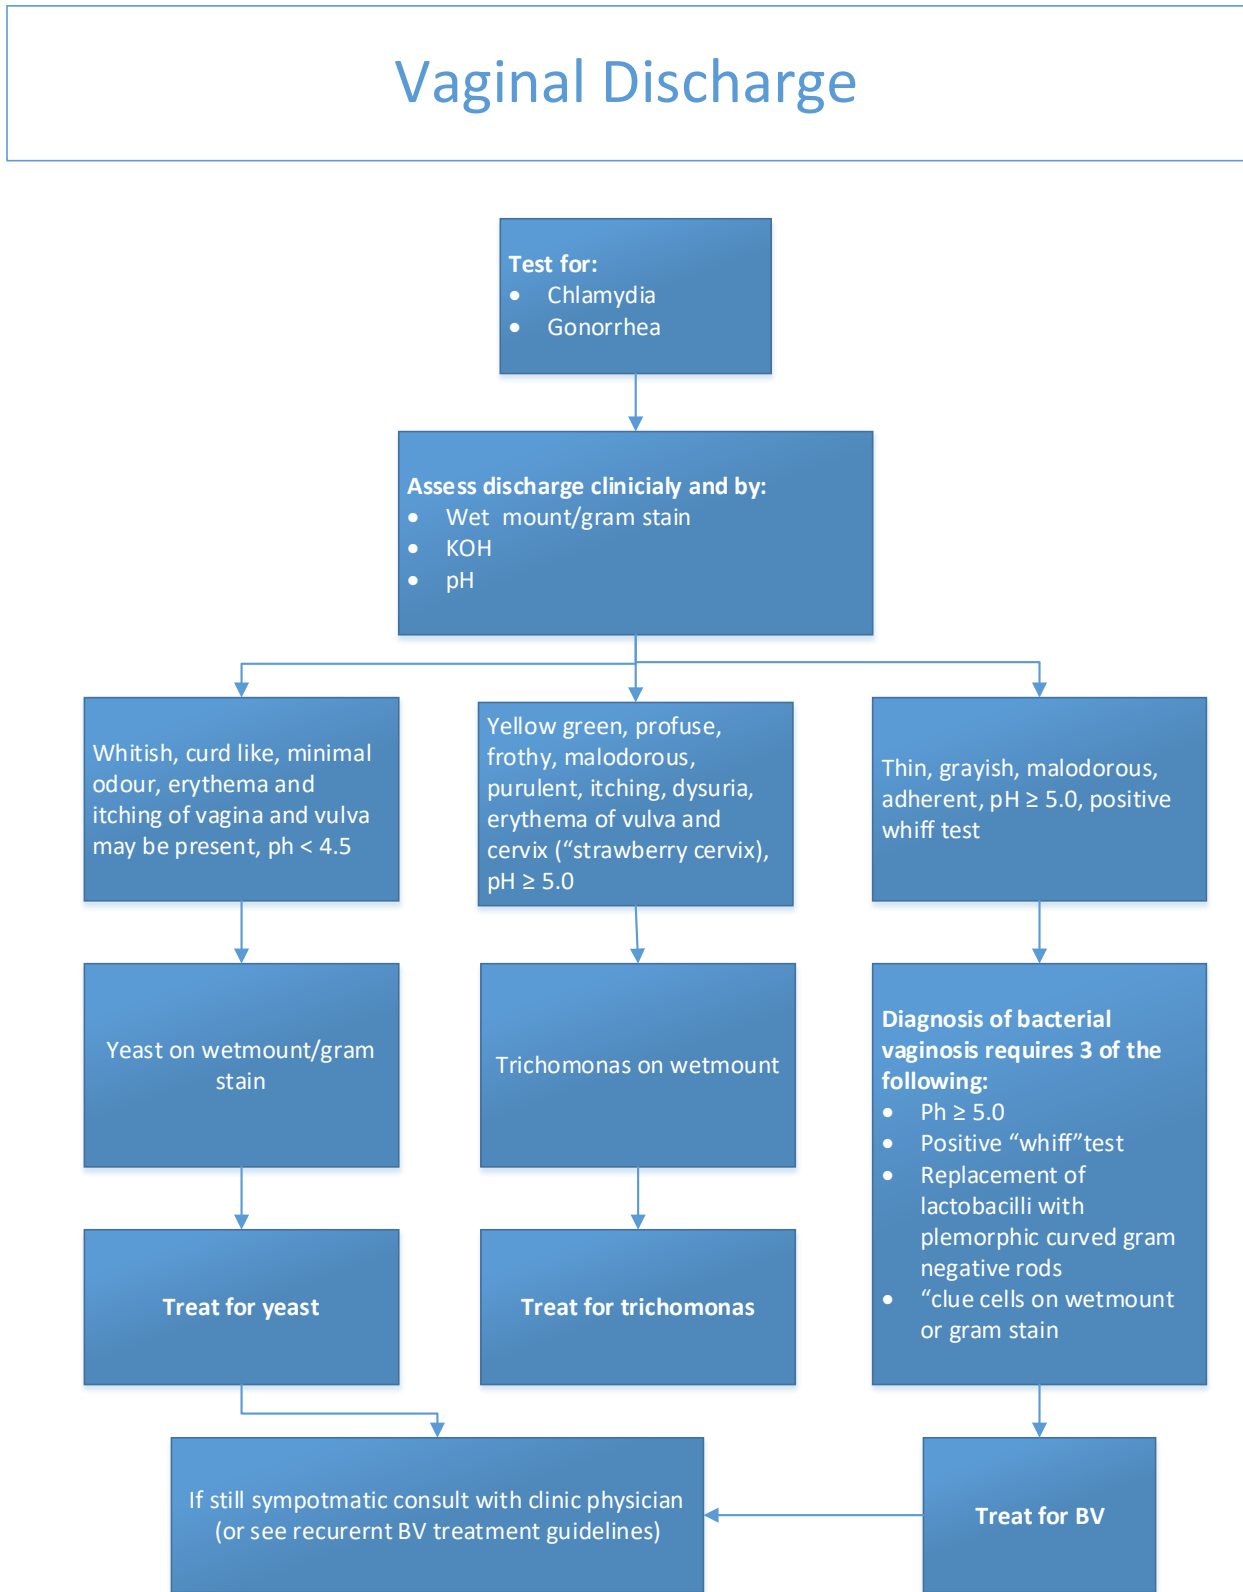 Vaginal Discharge
Test for:
• Chlamydia
• Gonorrhea
Assess discharge clinicialy and by:
• Wet  mount/gram stain
• KOH
• pH
Whitish, curd like, minimal
odour, erythema and
itching of vagina and vulva
may be present, ph < 4.5
Yellow green, profuse,
frothy, malodorous,
purulent, itching, dysuria,
erythema of vulva and
cervix (“strawberry cervix),
pH ≥ 5.0
Thin, grayish, malodorous,
adherent, pH ≥ 5.0, positive
whiff test
Yeast on wetmount/gram
stain
Trichomonas on wetmount
Diagnosis of bacterial
vaginosis requires 3 of the
following:
• Ph ≥ 5.0
• Positive “whiff”test
• Replacement of
lactobacilli with
plemorphic curved gram
negative rods
• “clue cells on wetmount
or gram stain
Treat for yeast
Treat for trichomonas
If still sympotmatic consult with clinic physician
(or see recurernt BV treatment guidelines)
Treat for BV